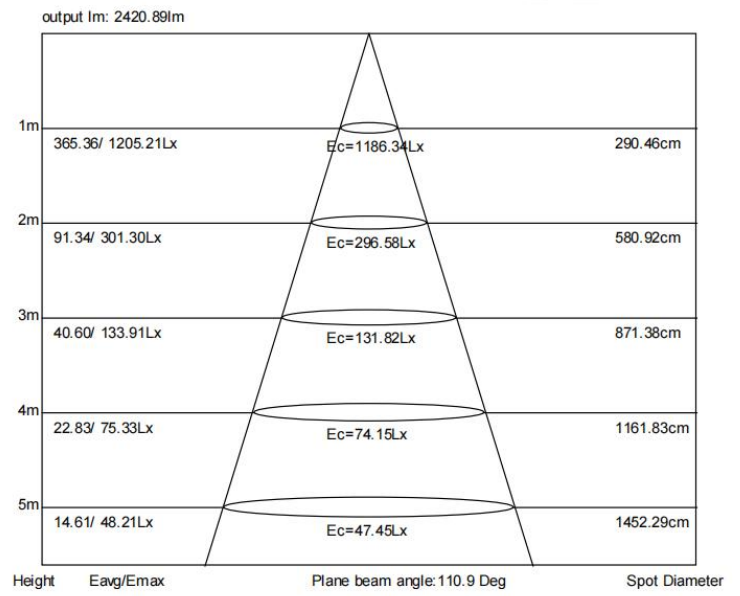 output lm: 2420.89lm
1m
365.36/ 1205.21Lx
Ec=1186.34Lx
290.46cm
2m
91.34/ 301.30Lx
Ec=296.58Lx
580.92cm
3m
40.60/ 133.91Lx
Ec=131.82Lx
871.38cm
4m
22.83/ 75.33Lx
Ec=74.15Lx
1161.83cm
5m
14.61/ 48.21Lx
Ec=47.45Lx
1452.29cm
Height Eavg/Emax Plane beam angle:110.9 Deg Spot Diameter